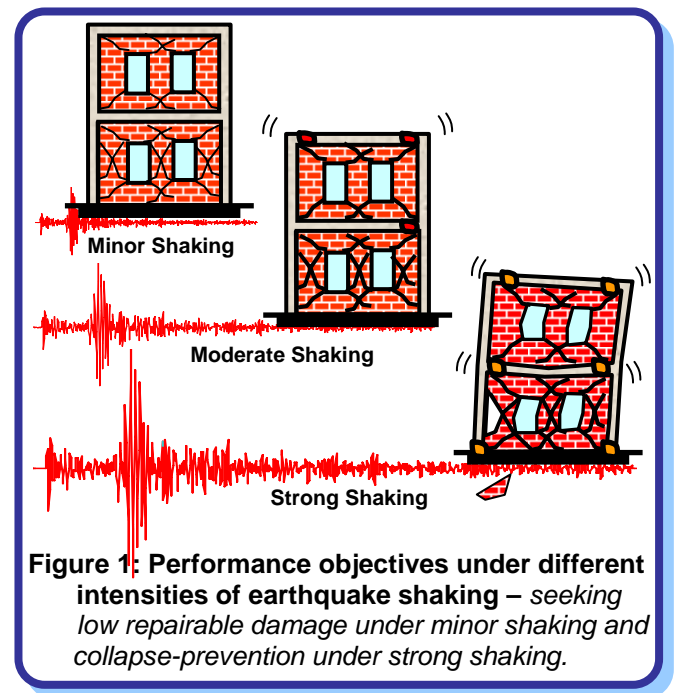 Minor Shaking
Moderate Shaking
Strong Shaking
Figure 1: Performance objectives under different
intensities of earthquake shaking – seeking
low repairable damage under minor shaking and
collapse-prevention under strong shaking.